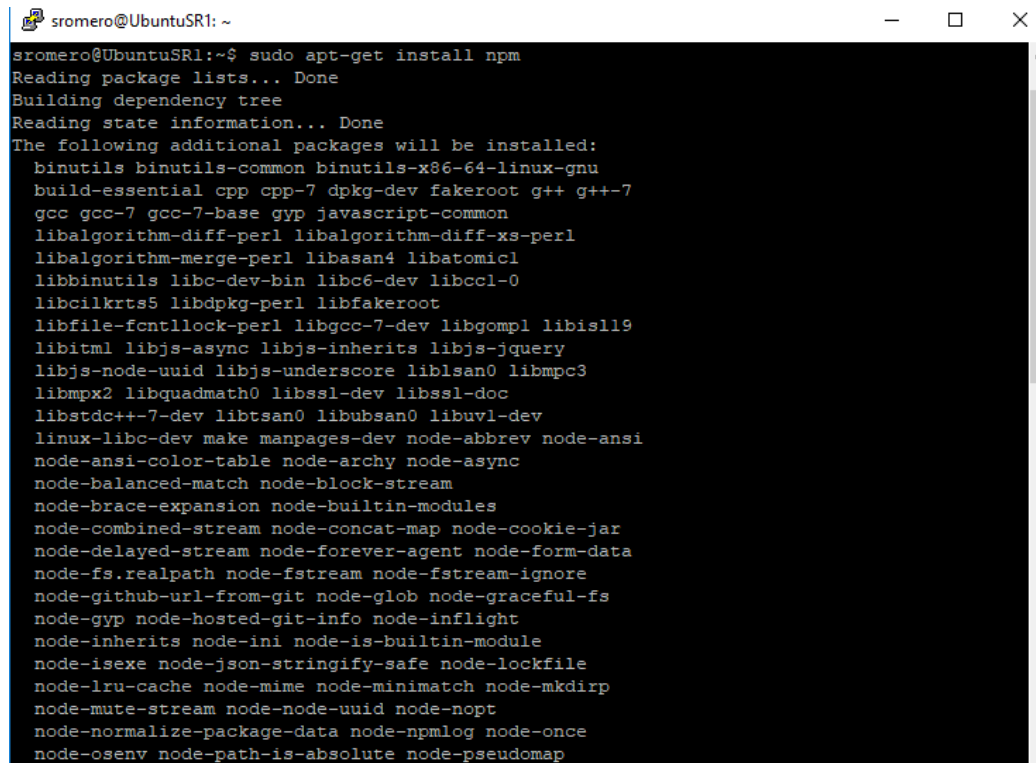 sromero@UbuntuSR1: ~
sromero@UbuntuSR1:~$ sudo apt-get install npm
Reading package lists... Done
Building dependency tree
Reading state information... Done
The following additional packages will be installed:
  binutils binutils-common binutils-x86-64-linux-gnu
  build-essential cpp cpp-7 dpkg-dev fakeroot g++ g++-7
  gcc gcc-7 gcc-7-base gyp javascript-common
  libalgorithm-diff-perl libalgorithm-diff-xs-perl
  libalgorithm-merge-perl libasan4 libatomic1
  libbinutils libc-dev-bin libc6-dev libcc1-0
  libcilkrts5 libdpkg-perl libfakeroot
  libfile-fcntllock-perl libgcc-7-dev libgomp1 libisl19
  libitm1 libjs-async libjs-inherits libjs-jquery
  libjs-node-uuid libjs-underscore liblsan0 libmpc3
  libmpx2 libquadmath0 libssl-dev libssl-doc
  libstdc++-7-dev libtsan0 libubsan0 libuv1-dev
  linux-libc-dev make manpages-dev node-abbrev node-ansi
  node-ansi-color-table node-archy node-async
  node-balanced-match node-block-stream
  node-brace-expansion node-builtin-modules
  node-combined-stream node-concat-map node-cookie-jar
  node-delayed-stream node-forever-agent node-form-data
  node-fs.realpath node-fstream node-fstream-ignore
  node-github-url-from-git node-glob node-graceful-fs
  node-gyp node-hosted-git-info node-inflight
  node-inherits node-ini node-is-builtin-module
  node-isexe node-json-stringify-safe node-lockfile
  node-lru-cache node-mime node-minimatch node-mkdirp
  node-mute-stream node-node-uuid node-nopt
  node-normalize-package-data node-npmlog node-once
  node-osenv node-path-is-absolute node-pseudomap